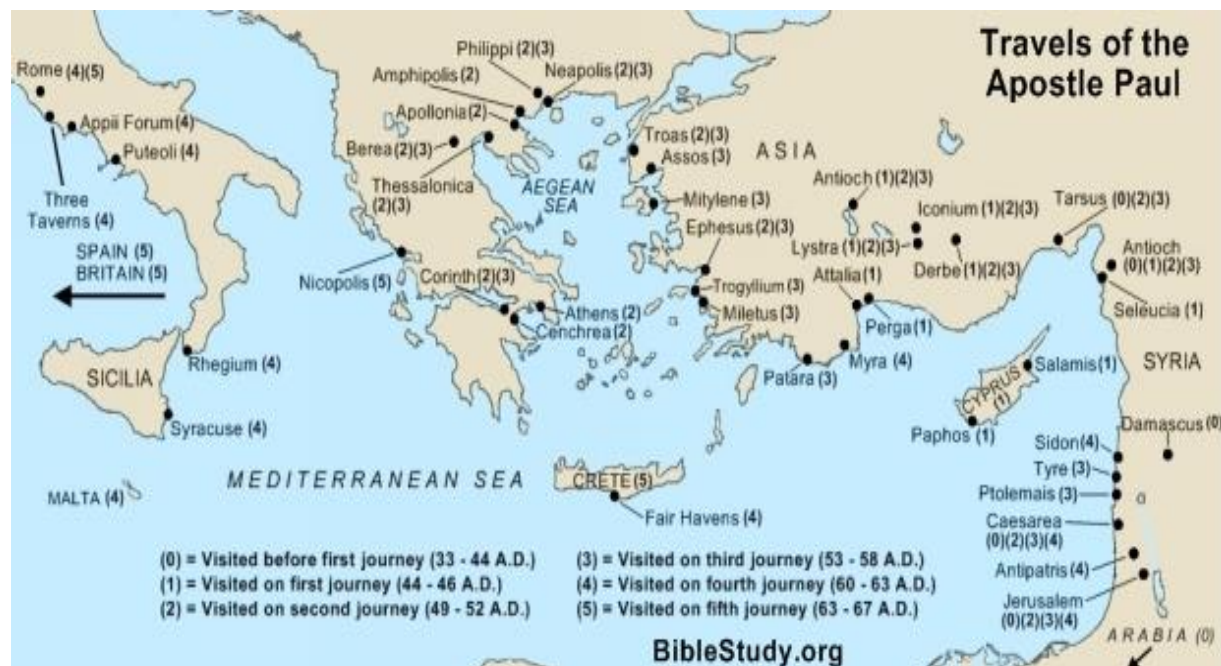 Travels of the
Apostle Paul
Philippi (2)(3)
Neapolis (2)(3)
Amphipolis (2)
Apollonia (2)
Berea (2)(3)
Thessalonica
(2)(3)
Rome (4)(5)
Appii Forum (4)
Puteoli (4)
Three
Taverns (4)
SPAIN (5)
BRITAIN (5)
Nicopolis (5)
Corinth (2)(3)
Athens (2)
Cenchrea (2)
AEGEAN
SEA
Troas (2)(3)
Assos (3)
ASIA
Mitylene (3)
Ephesus (2)(3)
Trogyllium (3)
Miletus (3)
Antioch (1)(2)(3)
Iconium (1)(2)(3)
Lystra (1)(2)(3)
Derbe (1)(2)(3)
Tarsus (0)(2)(3)
Antioch
(0)(1)(2)(3)
Seleucia (1)
Attalia (1)
Perga (1)
Myra (4)
Patara (3)
Rhegium (4)
SICILIA
Syracuse (4)
MALTA (4)
MEDITERRANEAN SEA
CRETE (5)
Fair Havens (4)
CYPRUS
(1)
Salamis (1)
Paphos (1)
SYRIA
Damascus (0)
Sidon (4)
Tyre (3)
Ptolemais (3)
Caesarea
(0)(2)(3)(4)
Antipatris (4)
Jerusalem
(0)(2)(3)(4)
ARABIA (0)
(0) = Visited before first journey (33 - 44 A.D.)
(1) = Visited on first journey (44 - 46 A.D.)
(2) = Visited on second journey (49 - 52 A.D.)
(3) = Visited on third journey (53 - 58 A.D.)
(4) = Visited on fourth journey (60 - 63 A.D.)
(5) = Visited on fifth journey (63 - 67 A.D.)
BibleStudy.org